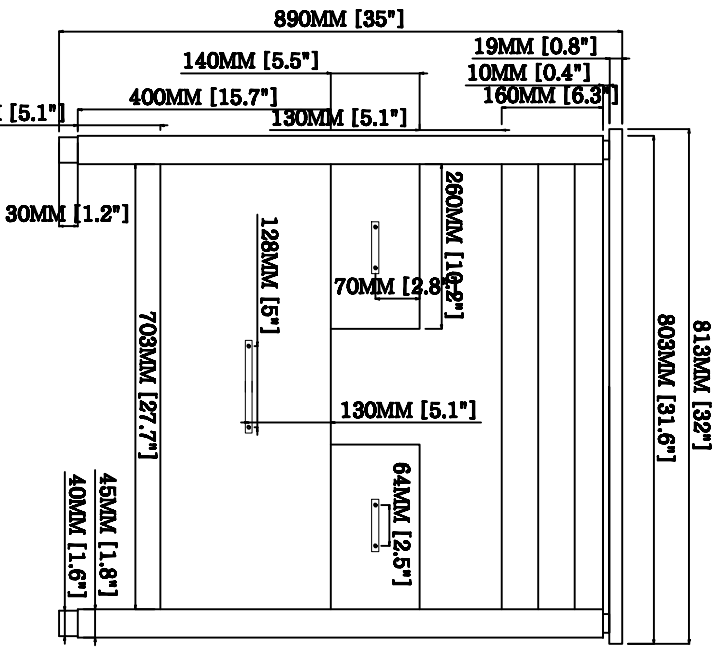 890MM [35"]
19MM [0.8"]
140MM [5.5"]
10MM [0.4"]
400MM [15.7"]
160MM [6.3"]
[5.1"]
130MM [5.1"]
30MM [1.2"]
260MM [10.2"]
128MM [5"]
70MM [2.8"]
703MM [27.7"]
803MM [31.6"]
813MM [32"]
130MM [5.1"]
64MM [2.5"]
45MM [1.8"]
40MM [1.6"]